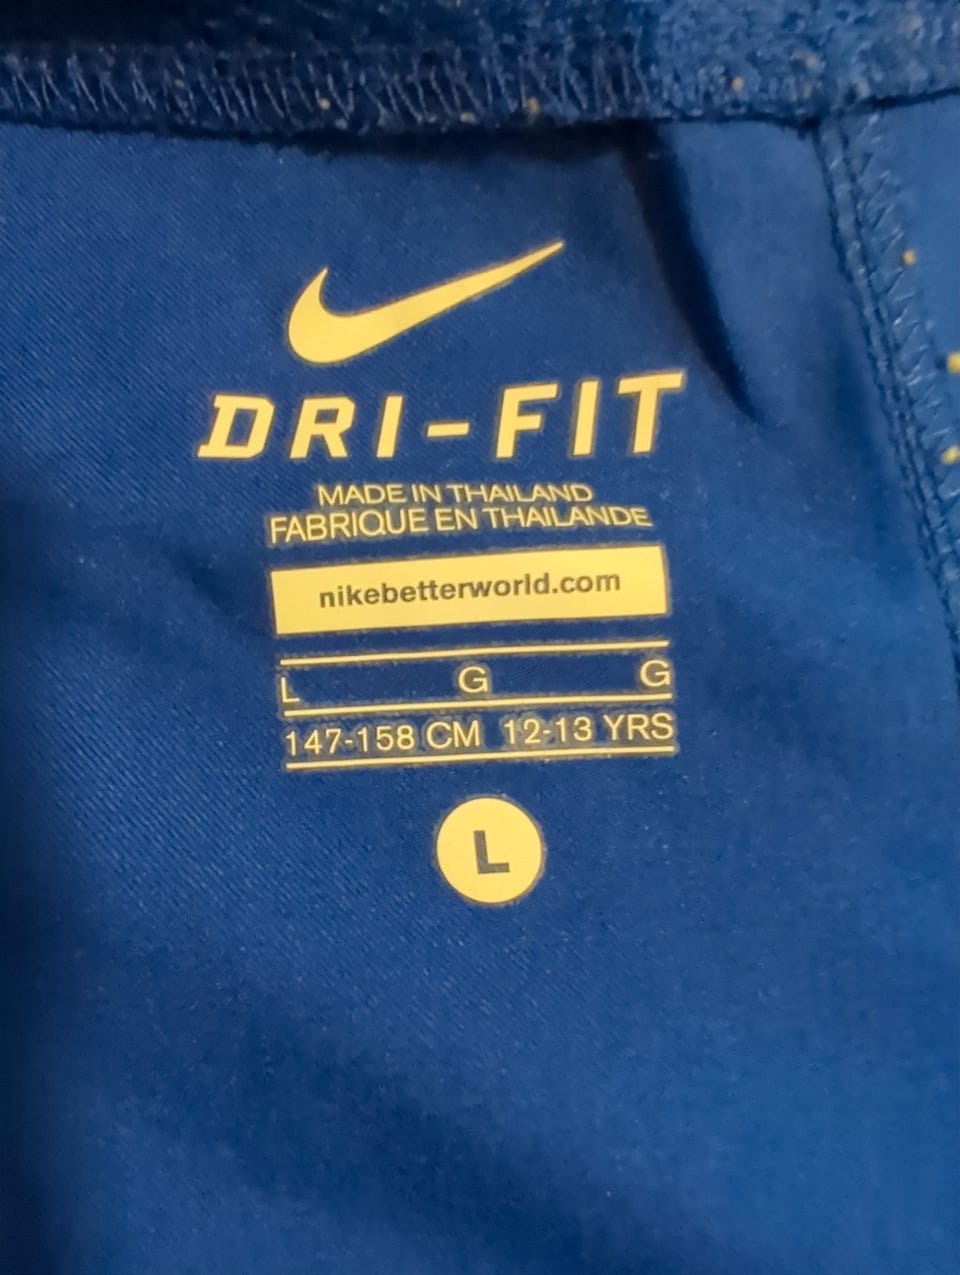 DRI-FIT
MADE IN THAILAND
FABRIQUE EN THAILANDE
nikebetterworld.com
L G G
147-158 CM 12-13 YRS
L